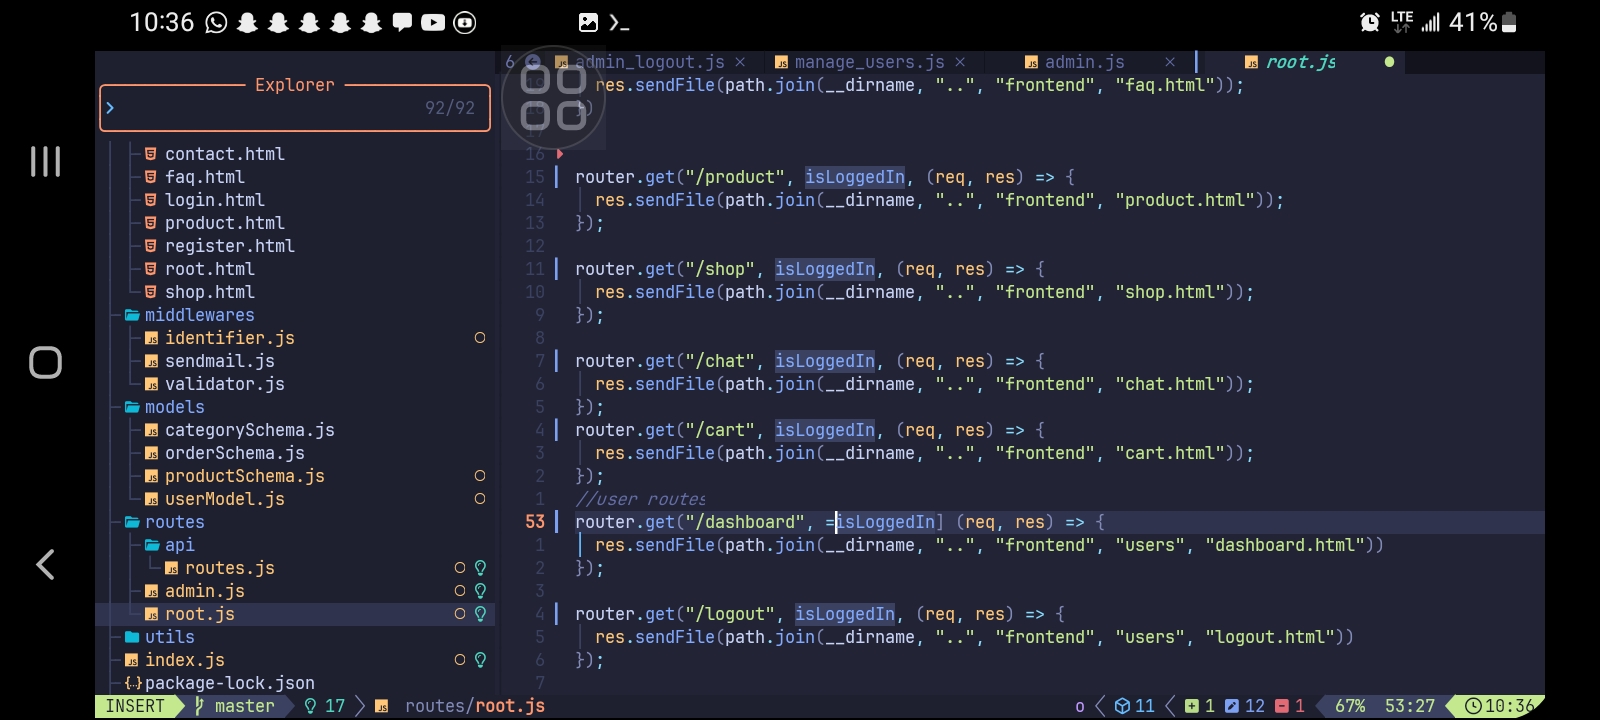 10:36 LTE 41%
6 admin_logout.js × manage_users.js × admin.js × root.js ●
Explorer
> 92/92
contact.html
faq.html
login.html
product.html
register.html
root.html
shop.html
middlewares
identifier.js
sendmail.js
validator.js
models
categorySchema.js
orderSchema.js
productSchema.js
userModel.js
routes
api
routes.js
admin.js
root.js
utils
index.js
{..} package-lock.json
res.sendFile(path.join(__dirname, "..", "frontend", "faq.html"));
})
16
15 router.get("/product", isLoggedIn, (req, res) => {
14 res.sendFile(path.join(__dirname, "..", "frontend", "product.html"));
13 });
12
11 router.get("/shop", isLoggedIn, (req, res) => {
10 res.sendFile(path.join(__dirname, "..", "frontend", "shop.html"));
9 });
8
7 router.get("/chat", isLoggedIn, (req, res) => {
6 res.sendFile(path.join(__dirname, "..", "frontend", "chat.html"));
5 });
4 router.get("/cart", isLoggedIn, (req, res) => {
3 res.sendFile(path.join(__dirname, "..", "frontend", "cart.html"));
2 });
1 //user routes
53 router.get("/dashboard", =isLoggedIn] (req, res) => {
1 res.sendFile(path.join(__dirname, "..", "frontend", "users", "dashboard.html"))
2 });
3
4 router.get("/logout", isLoggedIn, (req, res) => {
5 res.sendFile(path.join(__dirname, "..", "frontend", "users", "logout.html"))
6 });
7
INSERT master 17 routes/root.js o 11 1 12 1 67% 53:27 10:36